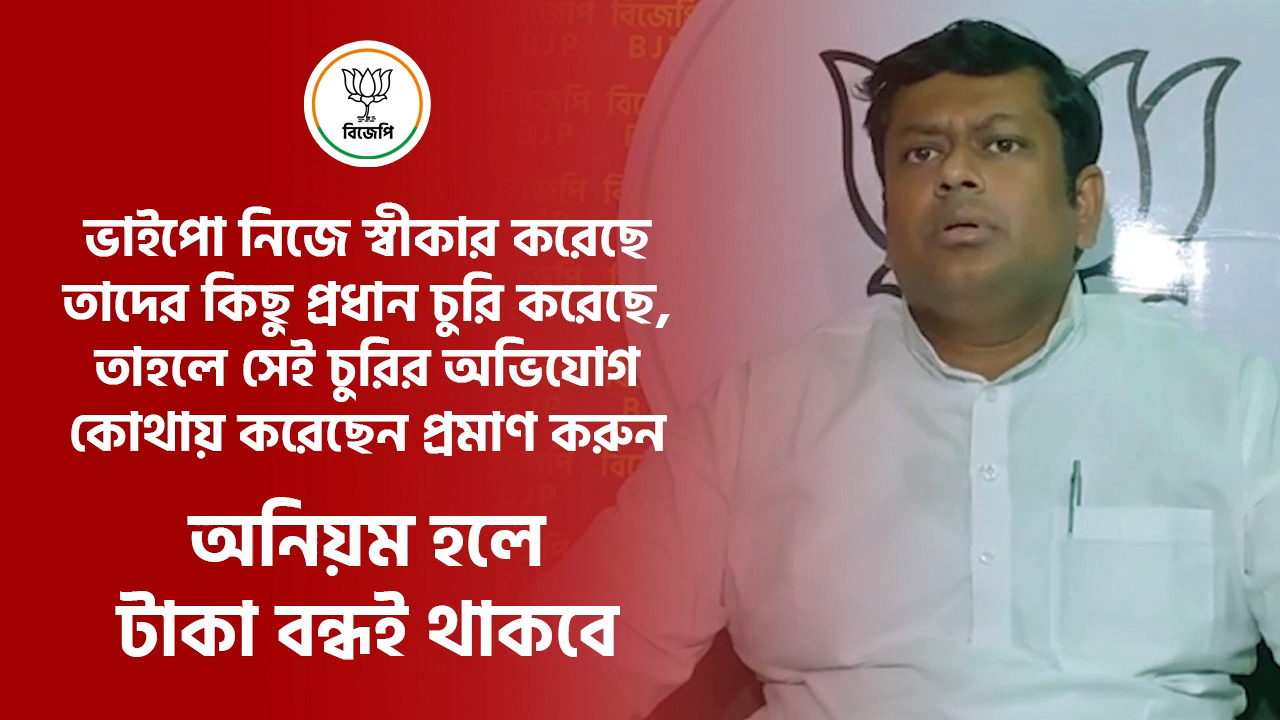 বিজেপি
ভাইপো নিজে স্বীকার করেছে
তাদের কিছু প্রধান চুরি করেছে,
তাহলে সেই চুরির অভিযোগ
কোথায় করেছেন প্রমাণ করুন
অনিয়ম হলে
টাকা বন্ধই থাকবে